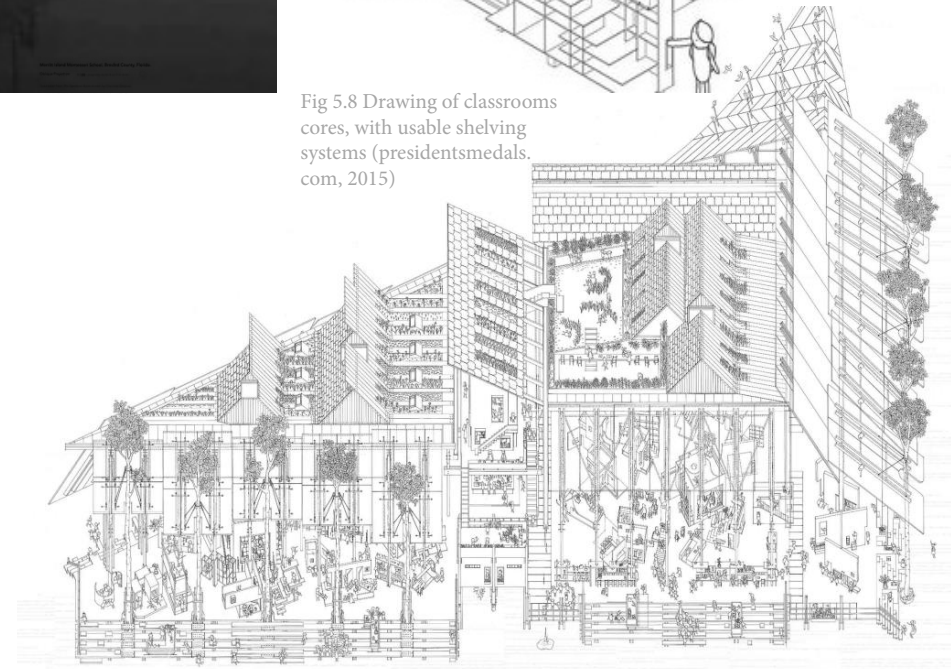 Fig 5.8 Drawing of classrooms
cores, with usable shelving
systems (presidentsmedals.
com, 2015)